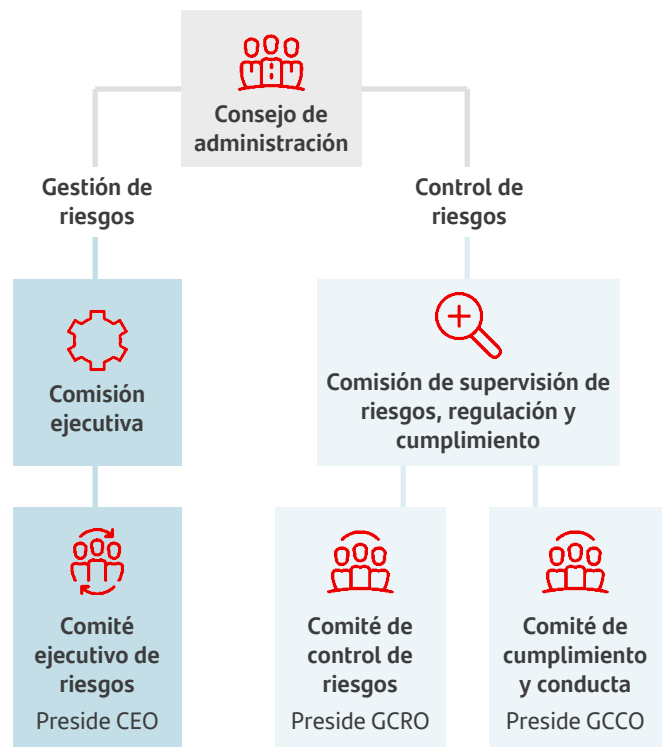 Consejo de
administración
Gestión de
riesgos
Control de
riesgos
Comisión
ejecutiva
Comisión de supervisión de
riesgos, regulación y
cumplimiento
Comité
ejecutivo de
riesgos
Preside CEO
Comité de
control de
riesgos
Preside GCRO
Comité de
cumplimiento
y conducta
Preside GCCO